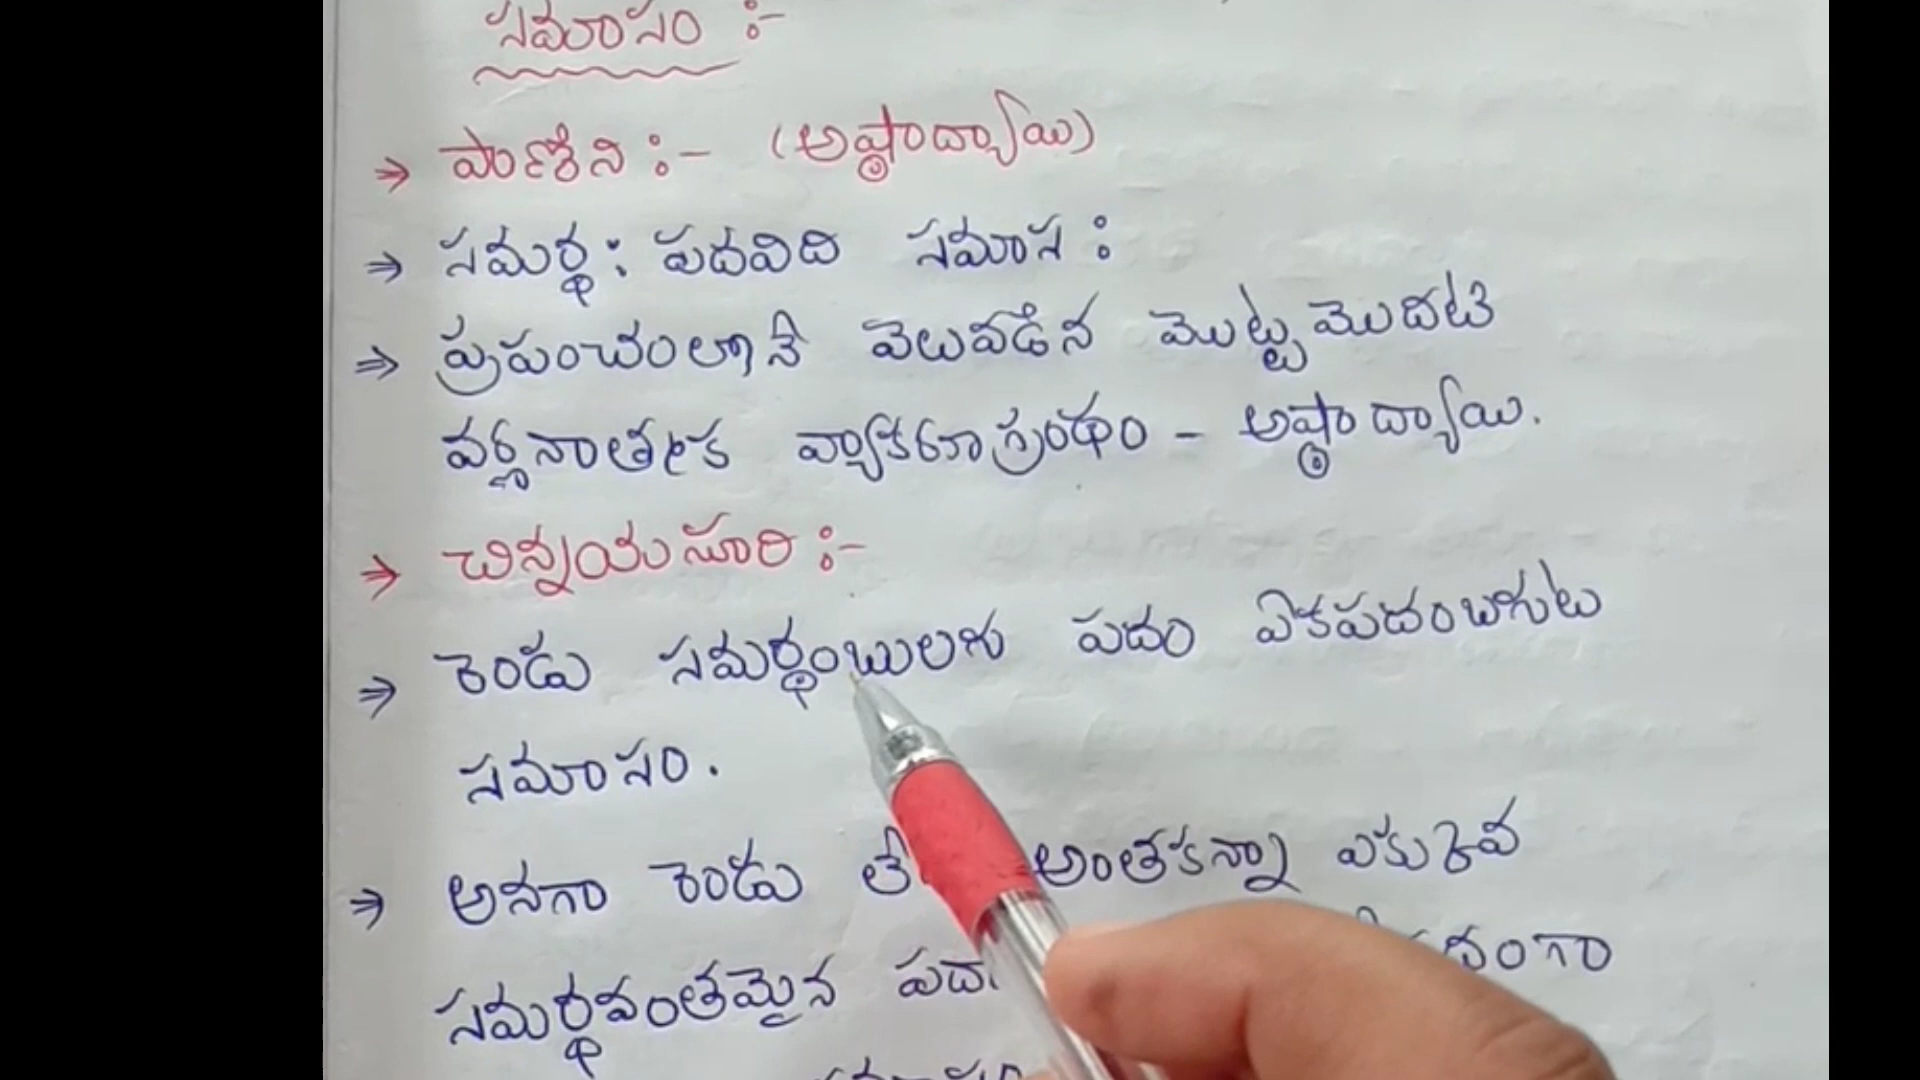 సమాసం :-
⇒ పాణిని :- (అష్టాద్యాయి)
⇒ సమర్థ : పదవిది సమాస :
⇒ ప్రపంచంలోనే వెలువడిన మొట్టమొదటి
వర్ణనాత్మక వ్యాకరణగ్రంథం - అష్టాద్యాయి.
⇒ చిన్నయసూరి :-
⇒ రెండు సమర్థంబులగు పదం ఏకపదంబగుట
సమాసం.
⇒ అనగా రెండు లే అంతకన్నా ఎక్కువ
సమర్థవంతమైన